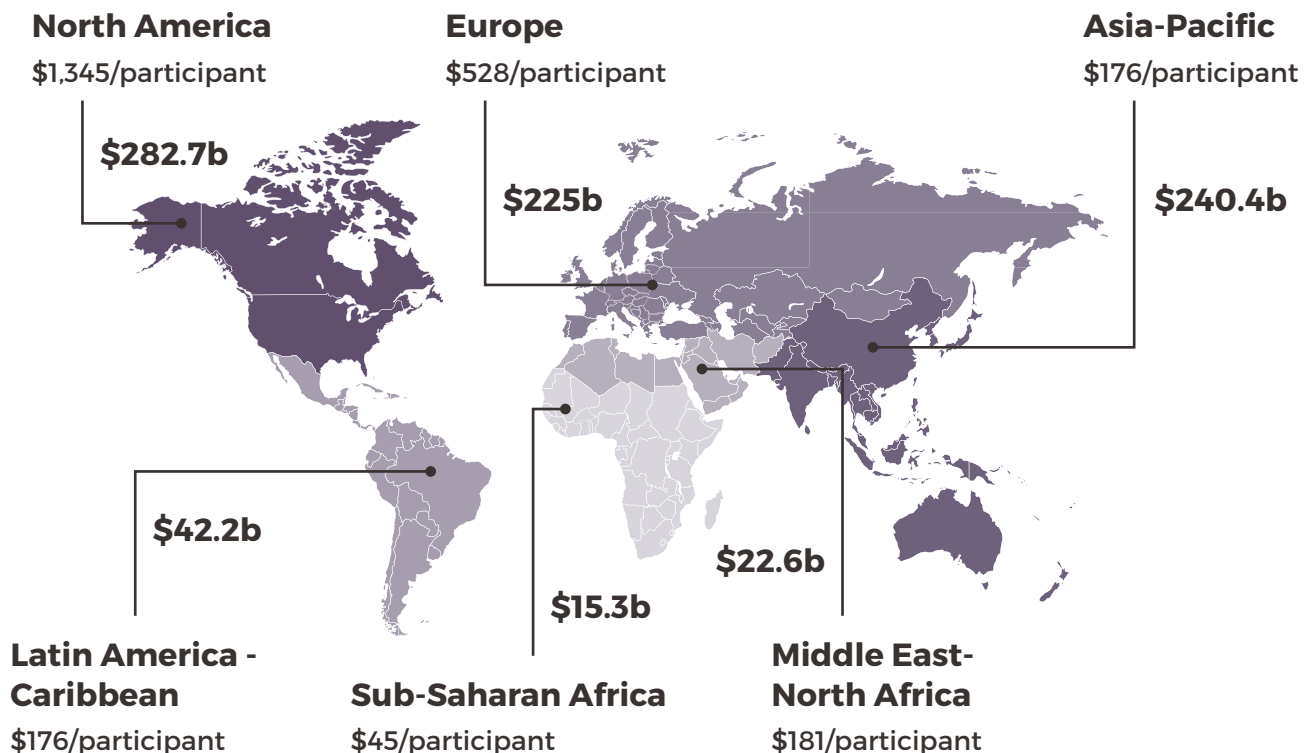 North America
$1,345/participant
$282.7b
Europe
$528/participant
$225b
Asia-Pacific
$176/participant
$240.4b
Latin America -
Caribbean
$176/participant
$42.2b
Sub-Saharan Africa
$45/participant
$15.3b
Middle East-
North Africa
$181/participant
$22.6b